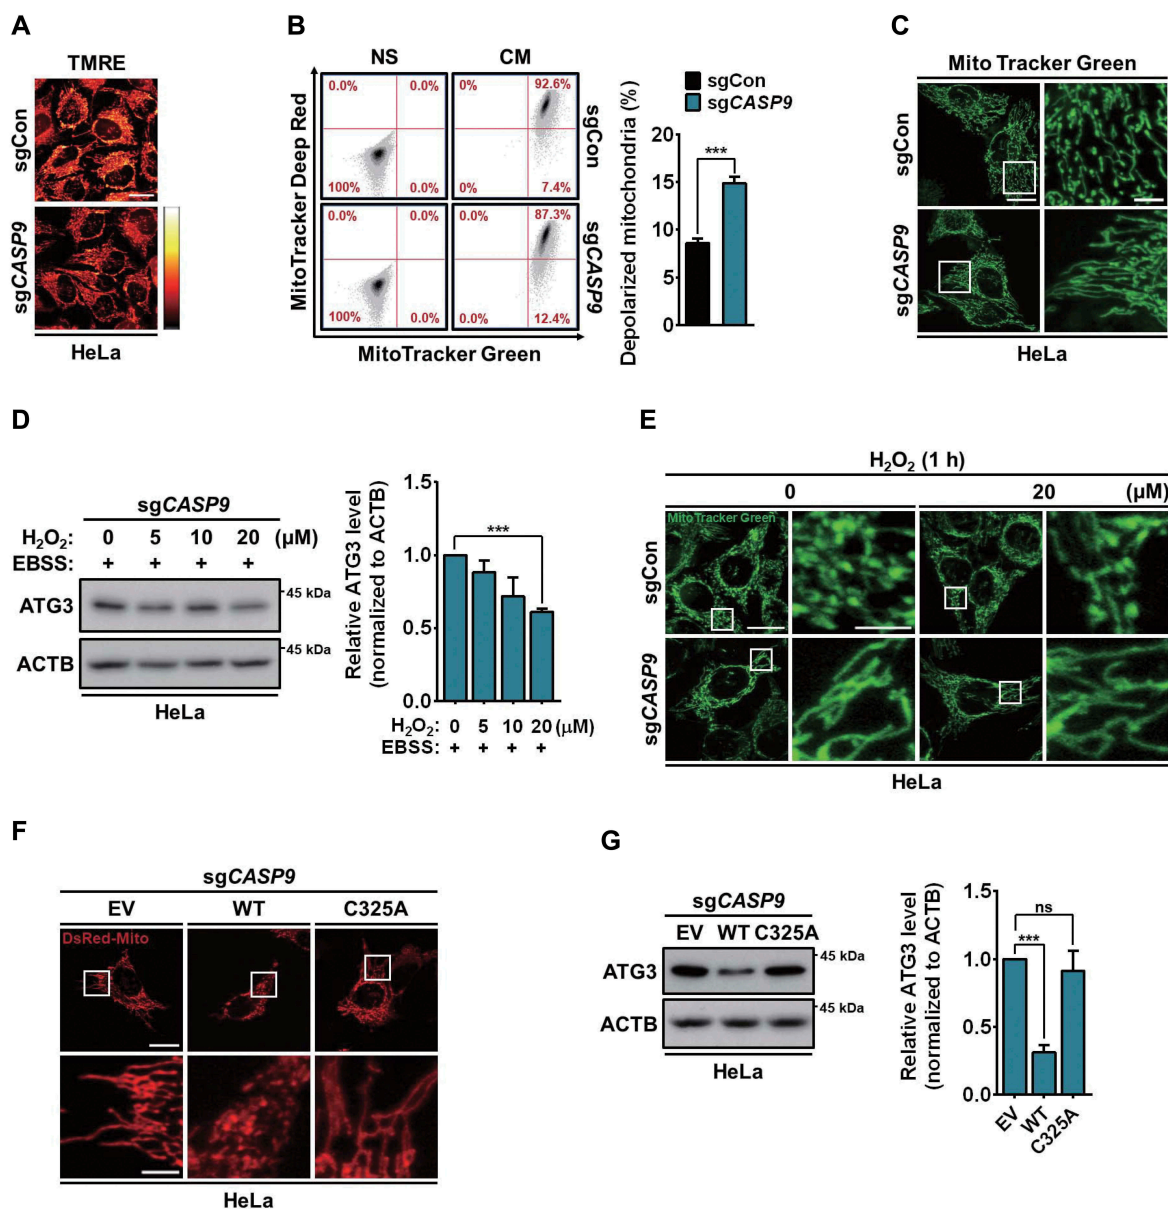 A
TMRE
sgCon
sgCASP9
HeLa
B
NS
CM
MitoTracker Deep Red
0.0%
0.0%
0%
92.6%
100%
0.0%
0%
7.4%
sgCon
0.0%
0.0%
0.0%
87.3%
100%
0.0%
0.0%
12.4%
sgCASP9
MitoTracker Green
sgCon
sgCASP9
Depolarized mitochondria (%)
20
15
10
5
0
***
C
Mito Tracker Green
sgCon
sgCASP9
HeLa
D
sgCASP9
H2O2: 0 5 10 20 (µM)
EBSS: + + + +
ATG3
45 kDa
ACTB
45 kDa
HeLa
Relative ATG3 level
(normalized to ACTB)
1.5
1.0
0.5
0.0
***
H2O2: 0 5 10 20 (µM)
EBSS: + + + +
E
H2O2 (1 h)
0 20 (µM)
MitoTracker Green
sgCon
sgCASP9
HeLa
F
sgCASP9
EV WT C325A
DsRed-Mito
HeLa
G
sgCASP9
EV WT C325A
ATG3
45 kDa
ACTB
45 kDa
HeLa
Relative ATG3 level
(normalized to ACTB)
1.5
1.0
0.5
0.0
ns
***
EV
WT
C325A